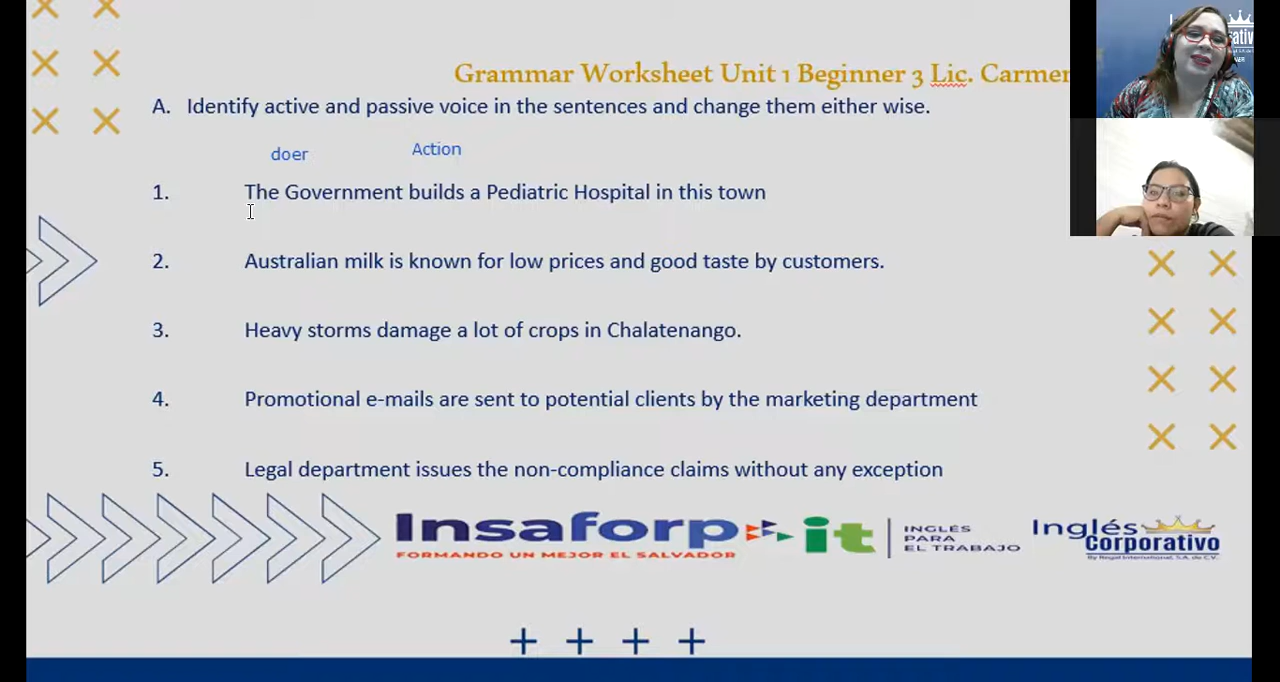 Grammar Worksheet Unit 1 Beginner 3 Lic. Carmen
A. Identify active and passive voice in the sentences and change them either wise.
doer Action
1. The Government builds a Pediatric Hospital in this town
2. Australian milk is known for low prices and good taste by customers.
3. Heavy storms damage a lot of crops in Chalatenango.
4. Promotional e-mails are sent to potential clients by the marketing department
5. Legal department issues the non-compliance claims without any exception
Insaforp
FORMANDO UN MEJOR EL SALVADOR
it
INGLÉS
PARA
EL TRABAJO
Inglés
Corporativo
By Regal International, S.A. de C.V.